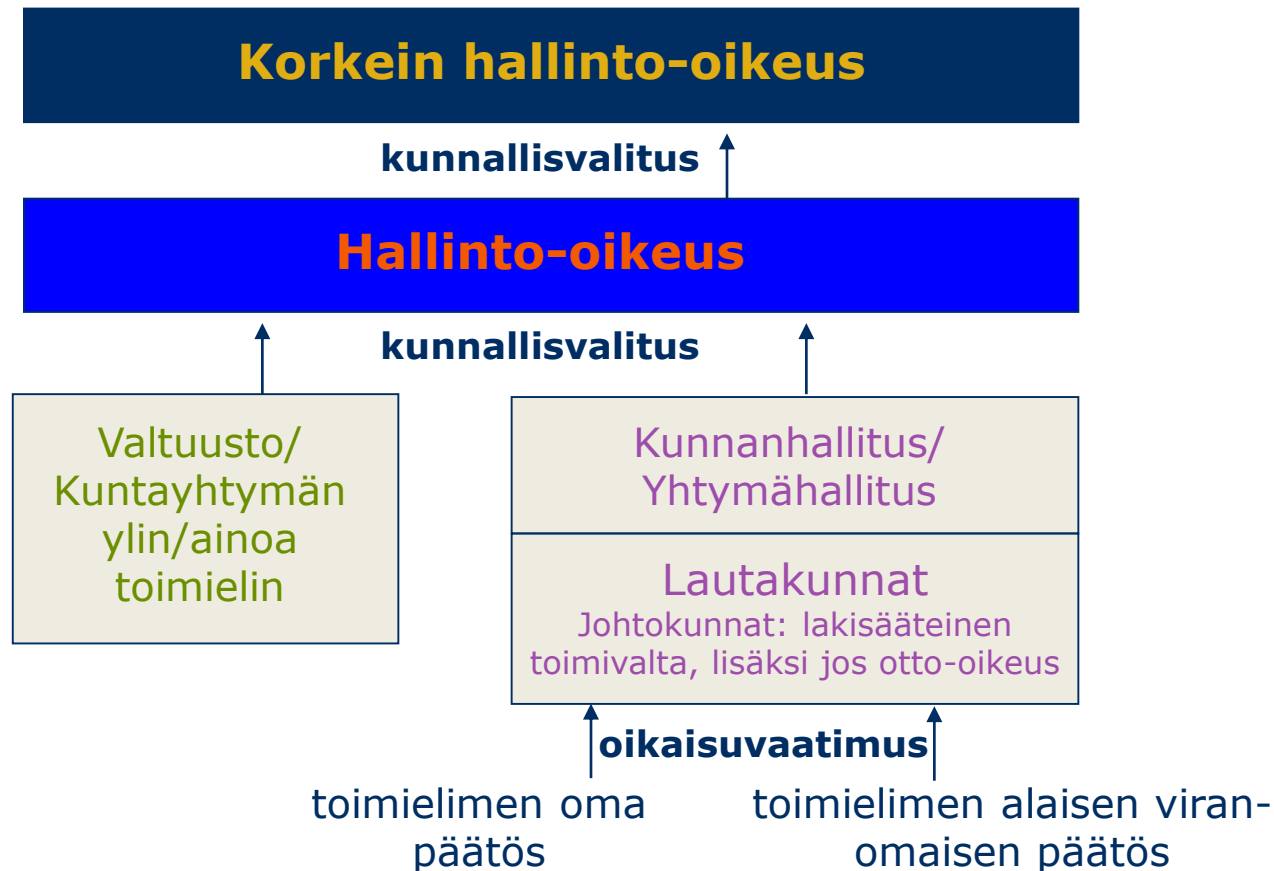 Korkein hallinto-oikeus
kunnallisvalitus
Hallinto-oikeus
kunnallisvalitus
Valtuusto/
Kuntayhtymän
ylin/ainoa
toimielin
Kunnanhallitus/
Yhtymähallitus
Lautakunnat
Johtokunnat: lakisääteinen
toimivalta, lisäksi jos otto-oikeus
oikaisuvaatimus
toimielimen oma
päätös
toimielimen alaisen viran-
omaisen päätös